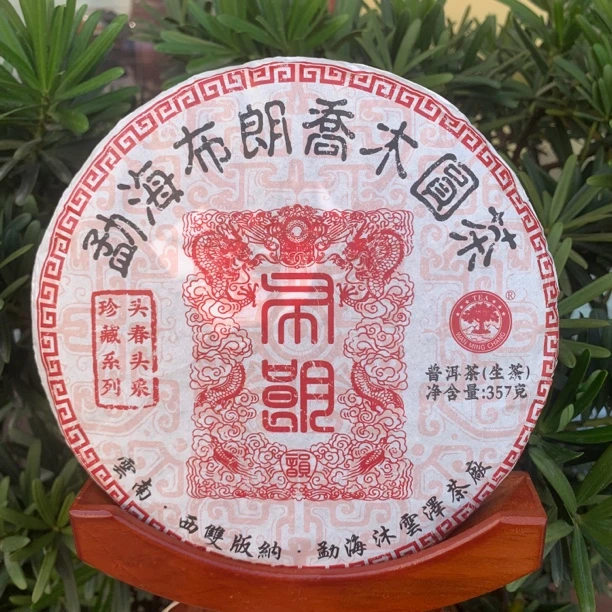 勐海布朗喬木圓茶
布朗
韻
头春头采
珍藏系列
TEA
®
普洱茶(生茶)
净含量:357克
雲南·西雙版納·勐海沐雲澤茶廠